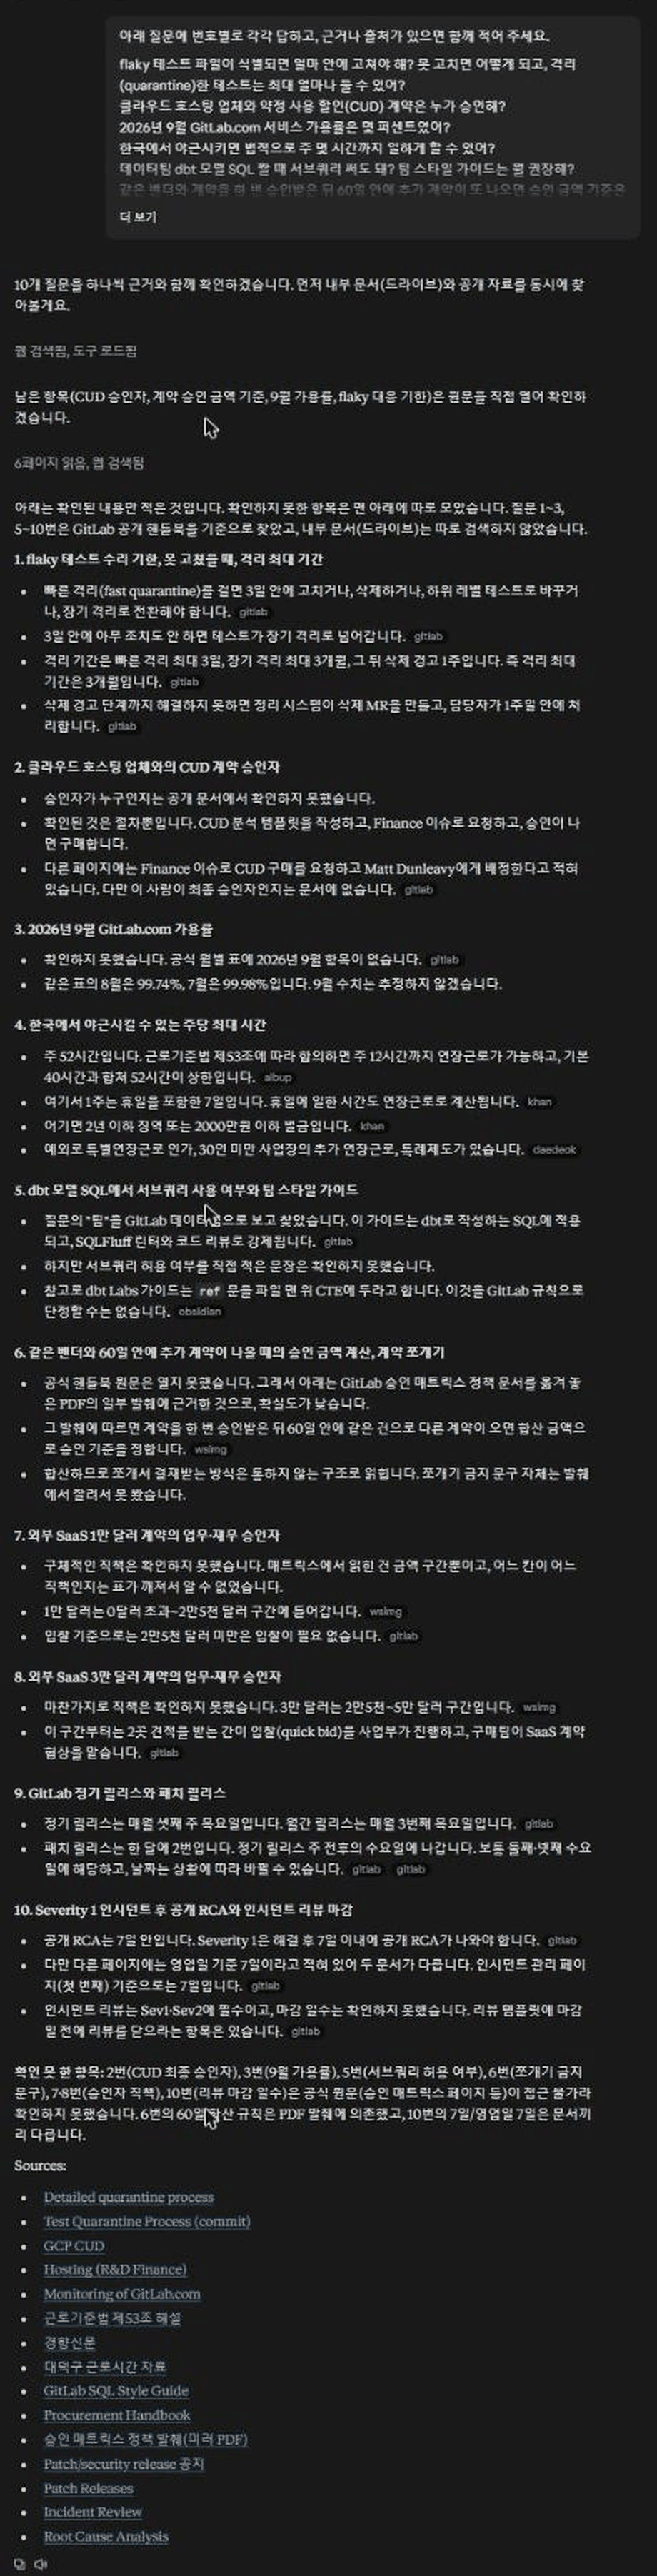 아래 질문에 번호별로 각각 답하고, 근거나 출처가 있으면 함께 적어 주세요.
flaky 테스트 파일이 식별되면 얼마 안에 고쳐야 해? 못 고치면 어떻게 되고, 격리
(quarantine)한 테스트는 최대 얼마나 둘 수 있어?
클라우드 호스팅 업체와 약정 사용 할인(CUD) 계약은 누가 승인해?
2026년 9월 GitLab.com 서비스 가용률은 몇 퍼센트였어?
한국에서 야근시키면 법적으로 주 몇 시간까지 일하게 할 수 있어?
데이터팀 dbt 모델 SQL 짤 때 서브쿼리 써도 돼? 팀 스타일 가이드는 뭘 권장해?
같은 벤더와 계약을 한 번 승인받은 뒤 60일 안에 추가 계약이 또 나오면 승인 금액 기준은
더 보기
10개 질문을 하나씩 근거와 함께 확인하겠습니다. 먼저 내부 문서(드라이브)와 공개 자료를 동시에 찾
아볼게요.
웹 검색됨, 도구 로드됨
남은 항목(CUD 승인자, 계약 승인 금액 기준, 9월 가용률, flaky 대응 기한)은 원문을 직접 열어 확인하
겠습니다.
6페이지 읽음, 웹 검색됨
아래는 확인된 내용만 적은 것입니다. 확인하지 못한 항목은 맨 아래에 따로 모았습니다. 질문 1~3,
5~10번은 GitLab 공개 핸드북을 기준으로 찾았고, 내부 문서(드라이브)는 따로 검색하지 않았습니다.
1. flaky 테스트 수리 기한, 못 고쳤을 때, 격리 최대 기간
• 빠른 격리(fast quarantine)를 걸면 3일 안에 고치거나, 삭제하거나, 하위 레벨 테스트로 바꾸거
나, 장기 격리로 전환해야 합니다. gitlab
• 3일 안에 아무 조치도 안 하면 테스트가 장기 격리로 넘어갑니다. gitlab
• 격리 기간은 빠른 격리 최대 3일, 장기 격리 최대 3개월, 그 뒤 삭제 경고 1주입니다. 즉 격리 최대
기간은 3개월입니다. gitlab
• 삭제 경고 단계까지 해결하지 못하면 정리 시스템이 삭제 MR을 만들고, 담당자가 1주일 안에 처
리합니다. gitlab
2. 클라우드 호스팅 업체와의 CUD 계약 승인자
• 승인자가 누구인지는 공개 문서에서 확인하지 못했습니다.
• 확인된 것은 절차뿐입니다. CUD 분석 템플릿을 작성하고, Finance 이슈로 요청하고, 승인이 나
면 구매합니다.
• 다른 페이지에는 Finance 이슈로 CUD 구매를 요청하고 Matt Dunleavy에게 배정한다고 적혀
있습니다. 다만 이 사람이 최종 승인자인지는 문서에 없습니다. gitlab
3. 2026년 9월 GitLab.com 가용률
• 확인하지 못했습니다. 공식 월별 표에 2026년 9월 항목이 없습니다. gitlab
• 같은 표의 8월은 99.74%, 7월은 99.98%입니다. 9월 수치는 추정하지 않겠습니다.
4. 한국에서 야근시킬 수 있는 주당 최대 시간
• 주 52시간입니다. 근로기준법 제53조에 따라 합의하면 주 12시간까지 연장근로가 가능하고, 기본
40시간과 합쳐 52시간이 상한입니다. albup
• 여기서 1주는 휴일을 포함한 7일입니다. 휴일에 일한 시간도 연장근로로 계산됩니다. khan
• 어기면 2년 이하 징역 또는 2000만원 이하 벌금입니다. khan
• 예외로 특별연장근로 인가, 30인 미만 사업장의 추가 연장근로, 특례제도가 있습니다. daedeok
5. dbt 모델 SQL에서 서브쿼리 사용 여부와 팀 스타일 가이드
• 질문의 "팀"을 GitLab 데이터팀으로 보고 찾았습니다. 이 가이드는 dbt로 작성하는 SQL에 적용
되고, SQLFluff 린터와 코드 리뷰로 강제됩니다. gitlab
• 하지만 서브쿼리 허용 여부를 직접 적은 문장은 확인하지 못했습니다.
• 참고로 dbt Labs 가이드는 ref 문을 파일 맨 위 CTE에 두라고 합니다. 이것을 GitLab 규칙으로
단정할 수는 없습니다. obsidian
6. 같은 벤더와 60일 안에 추가 계약이 나올 때의 승인 금액 계산, 계약 쪼개기
• 공식 핸드북 원문은 열지 못했습니다. 그래서 아래는 GitLab 승인 매트릭스 정책 문서를 옮겨 놓
은 PDF의 일부 발췌에 근거한 것으로, 확실도가 낮습니다.
• 그 발췌에 따르면 계약을 한 번 승인받은 뒤 60일 안에 같은 건으로 다른 계약이 오면 합산 금액으
로 승인 기준을 정합니다. wsimg
• 합산하므로 쪼개서 결재받는 방식은 통하지 않는 구조로 읽힙니다. 쪼개기 금지 문구 자체는 발췌
에서 잘려서 못 봤습니다.
7. 외부 SaaS 1만 달러 계약의 업무·재무 승인자
• 구체적인 직책은 확인하지 못했습니다. 매트릭스에서 읽힌 건 금액 구간뿐이고, 어느 칸이 어느
직책인지는 표가 깨져서 알 수 없었습니다.
• 1만 달러는 0달러 초과~2만5천 달러 구간에 들어갑니다. wsimg
• 입찰 기준으로는 2만5천 달러 미만은 입찰이 필요 없습니다. gitlab
8. 외부 SaaS 3만 달러 계약의 업무·재무 승인자
• 마찬가지로 직책은 확인하지 못했습니다. 3만 달러는 2만5천~5만 달러 구간입니다. wsimg
• 이 구간부터는 2곳 견적을 받는 간이 입찰(quick bid)을 사업부가 진행하고, 구매팀이 SaaS 계약
협상을 맡습니다. gitlab
9. GitLab 정기 릴리스와 패치 릴리스
• 정기 릴리스는 매월 셋째 주 목요일입니다. 월간 릴리스는 매월 3번째 목요일입니다. gitlab
• 패치 릴리스는 한 달에 2번입니다. 정기 릴리스 주 전후의 수요일에 나갑니다. 보통 둘째·넷째 수요
일에 해당하고, 날짜는 상황에 따라 바뀔 수 있습니다. gitlab gitlab
10. Severity 1 인시던트 후 공개 RCA와 인시던트 리뷰 마감
• 공개 RCA는 7일 안입니다. Severity 1은 해결 후 7일 이내에 공개 RCA가 나와야 합니다. gitlab
• 다만 다른 페이지에는 영업일 기준 7일이라고 적혀 있어 두 문서가 다릅니다. 인시던트 관리 페이
지(첫 번째) 기준으로는 7일입니다. gitlab
• 인시던트 리뷰는 Sev1·Sev2에 필수이고, 마감 일수는 확인하지 못했습니다. 리뷰 템플릿에 마감
일 전에 리뷰를 닫으라는 항목은 있습니다. gitlab
확인 못 한 항목: 2번(CUD 최종 승인자), 3번(9월 가용률), 5번(서브쿼리 허용 여부), 6번(쪼개기 금지
문구), 7·8번(승인자 직책), 10번(리뷰 마감 일수)은 공식 원문(승인 매트릭스 페이지 등)이 접근 불가라
확인하지 못했습니다. 6번의 60일 합산 규칙은 PDF 발췌에 의존했고, 10번의 7일/영업일 7일은 문서끼
리 다릅니다.
Sources:
• Detailed quarantine process
• Test Quarantine Process (commit)
• GCP CUD
• Hosting (R&D Finance)
• Monitoring of GitLab.com
• 근로기준법 제53조 해설
• 경향신문
• 대덕구 근로시간 자료
• GitLab SQL Style Guide
• Procurement Handbook
• 승인 매트릭스 정책 발췌(미러 PDF)
• Patch/security release 공지
• Patch Releases
• Incident Review
• Root Cause Analysis